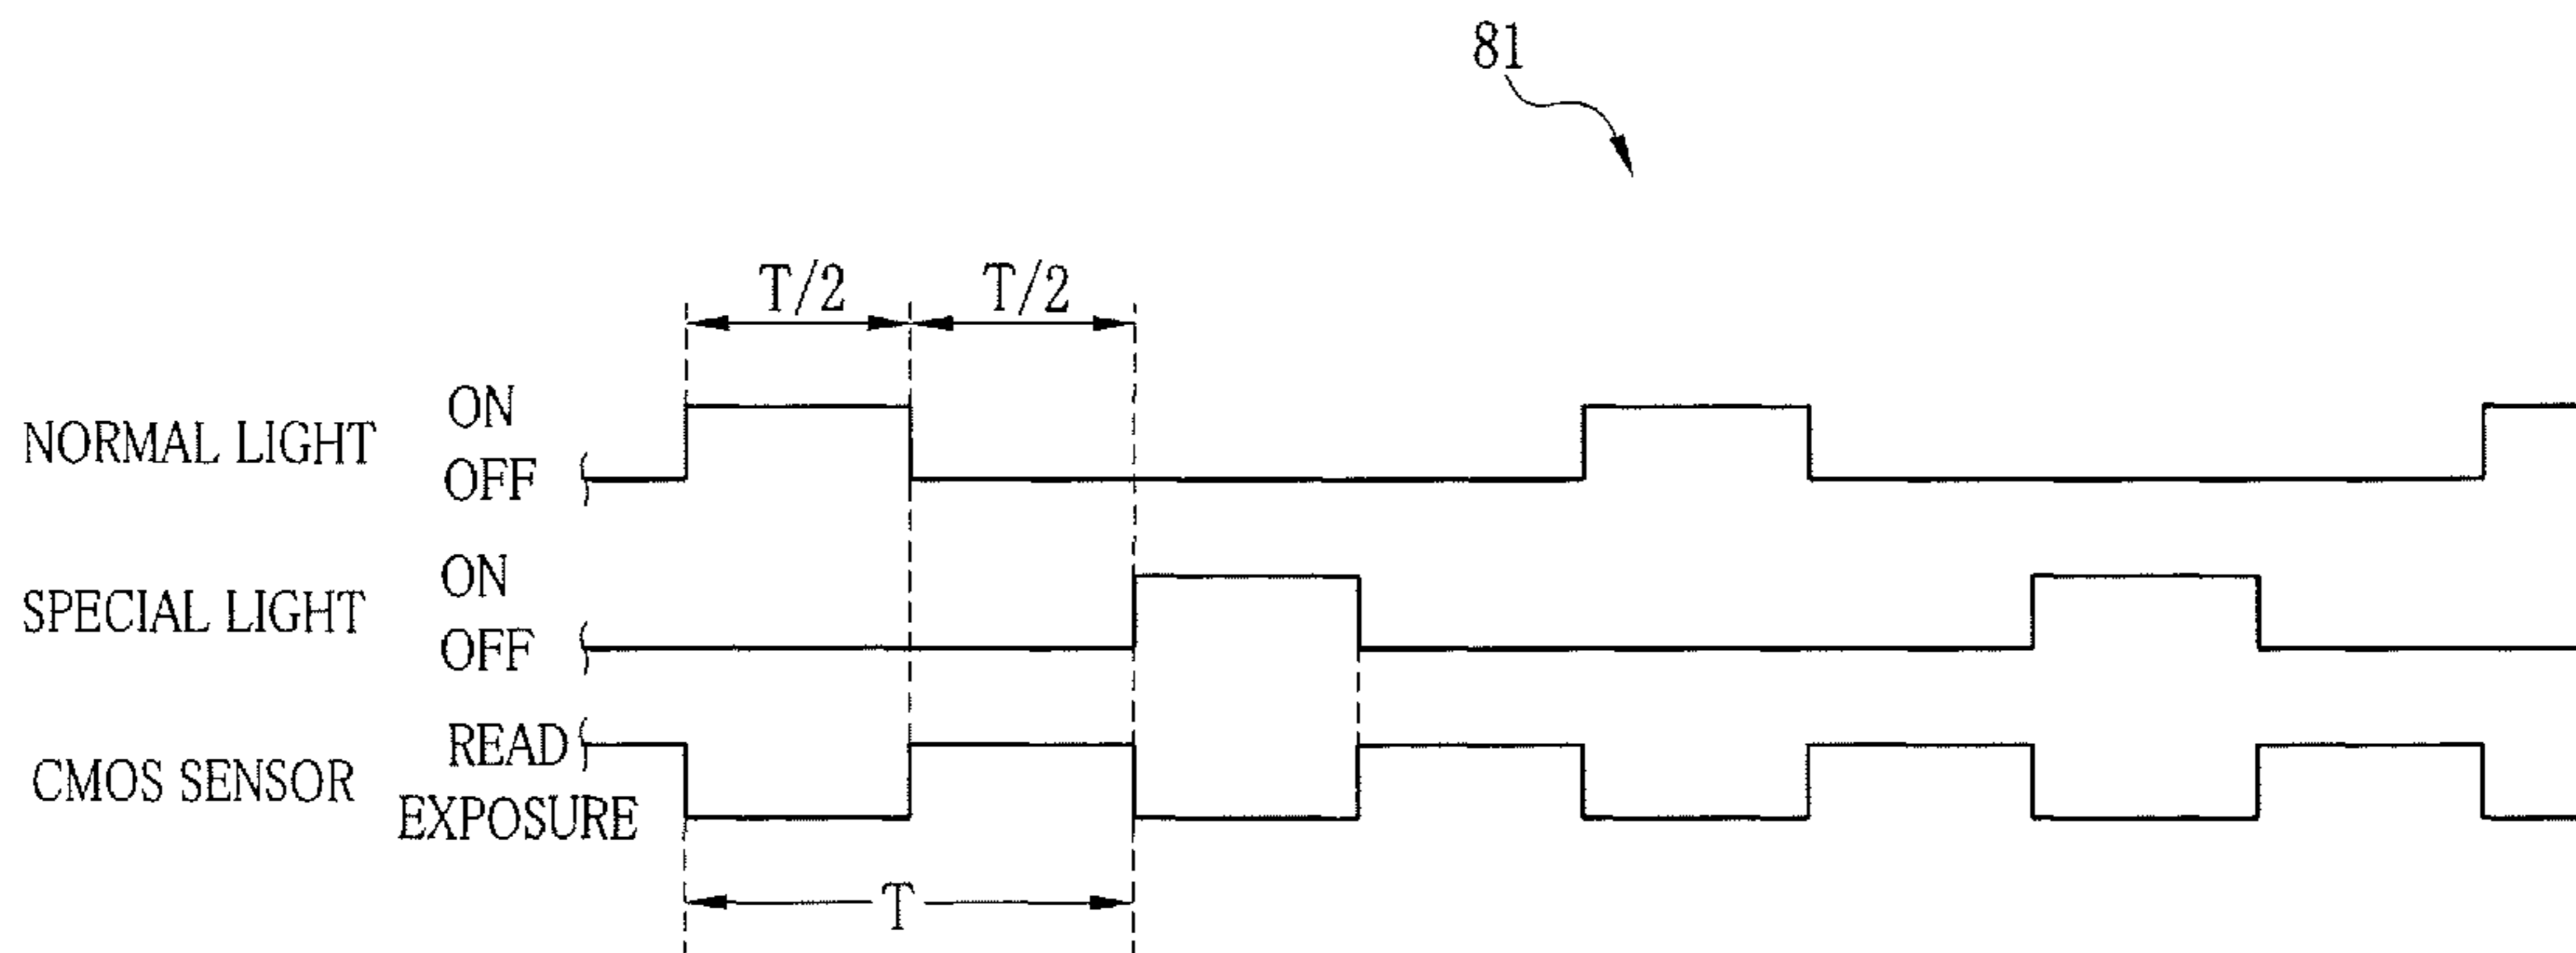 81
T/2 T/2
NORMAL LIGHT ON
OFF
SPECIAL LIGHT ON
OFF
CMOS SENSOR READ
EXPOSURE
T